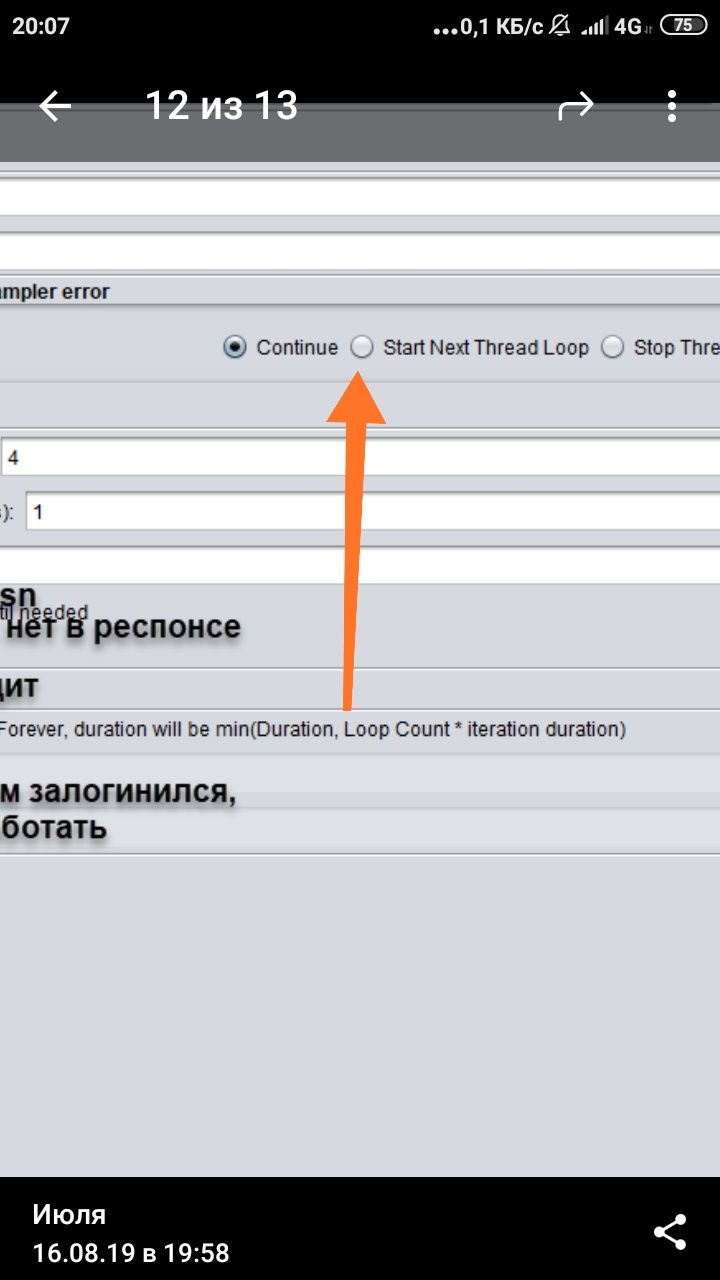 20:07
...0,1 КБ/с 4G 75
12 из 13
mpler error
Continue Start Next Thread Loop Stop Thre
4
): 1
sn
til needed
нет в респонсе
ит
Forever, duration will be min(Duration, Loop Count * iteration duration)
м залогинился,
ботать
Июля
16.08.19 в 19:58